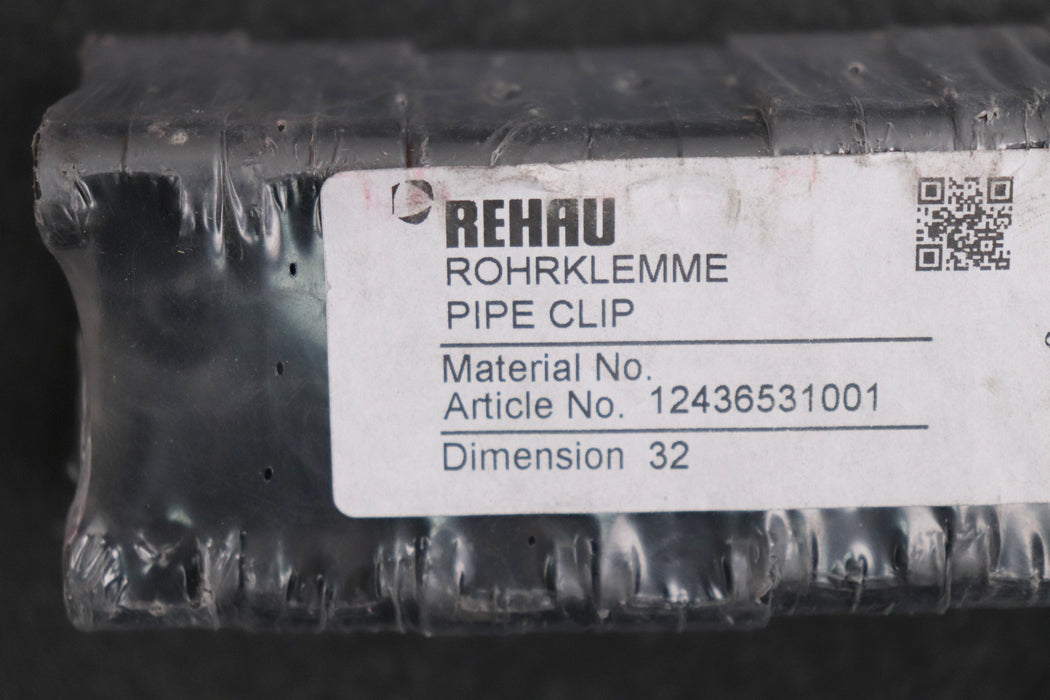 REHAU
ROHRKLEMME
PIPE CLIP
Material No.
Article No. 12436531001
Dimension 32